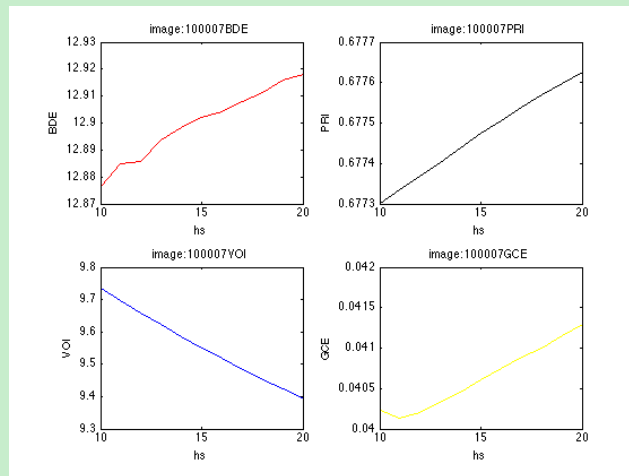 image:100007BDE
12.93
12.92
12.91
12.9
12.89
12.88
12.87
BDE
10 15 20
hs
image:100007PRI
0.6777
0.6776
0.6775
0.6774
0.6773
PRI
10 15 20
hs
image:100007VOI
9.8
9.7
9.6
9.5
9.4
9.3
VOI
10 15 20
hs
image:100007GCE
0.042
0.0415
0.041
0.0405
0.04
GCE
10 15 20
hs